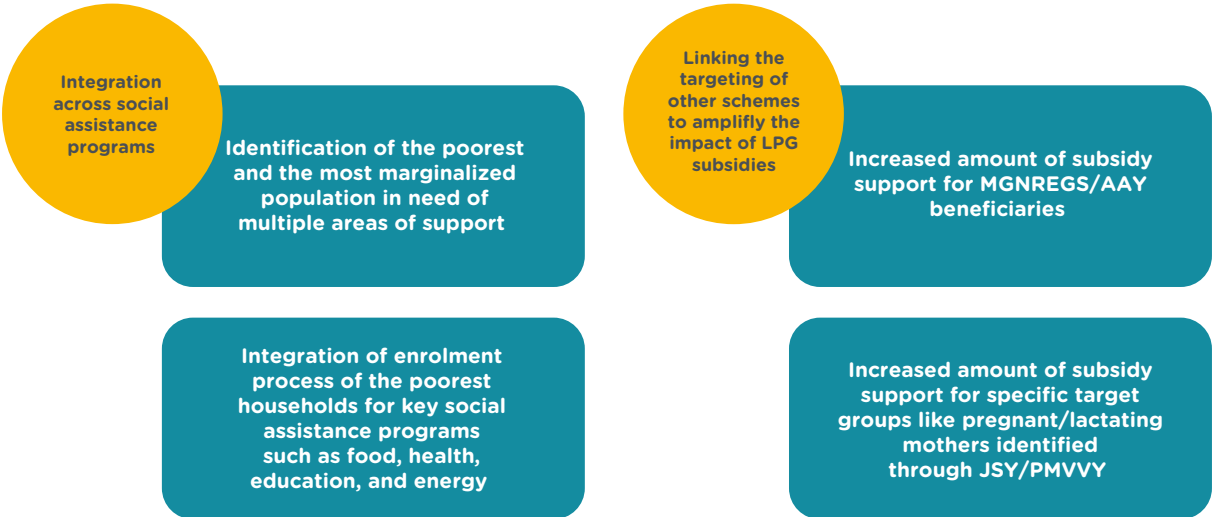 Integration
across social
assistance
programs
Identification of the poorest
and the most marginalized
population in need of
multiple areas of support
Integration of enrolment
process of the poorest
households for key social
assistance programs
such as food, health,
education, and energy
Linking the
targeting of
other schemes
to amplifly the
impact of LPG
subsidies
Increased amount of subsidy
support for MGNREGS/AAY
beneficiaries
Increased amount of subsidy
support for specific target
groups like pregnant/lactating
mothers identified
through JSY/PMVVY